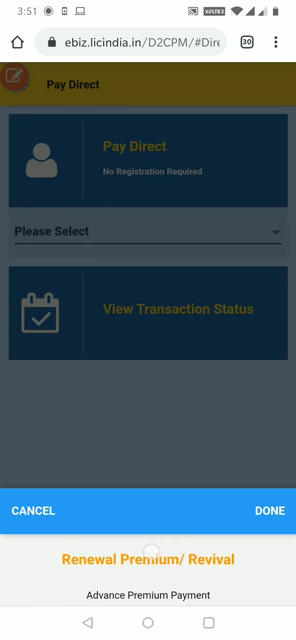 3:51
VoLTE2
ebiz.licindia.in/D2CPM/#Dire
30
Pay Direct
Pay Direct
No Registration Required
Please Select
View Transaction Status
CANCEL DONE
Renewal Premium/ Revival
Advance Premium Payment